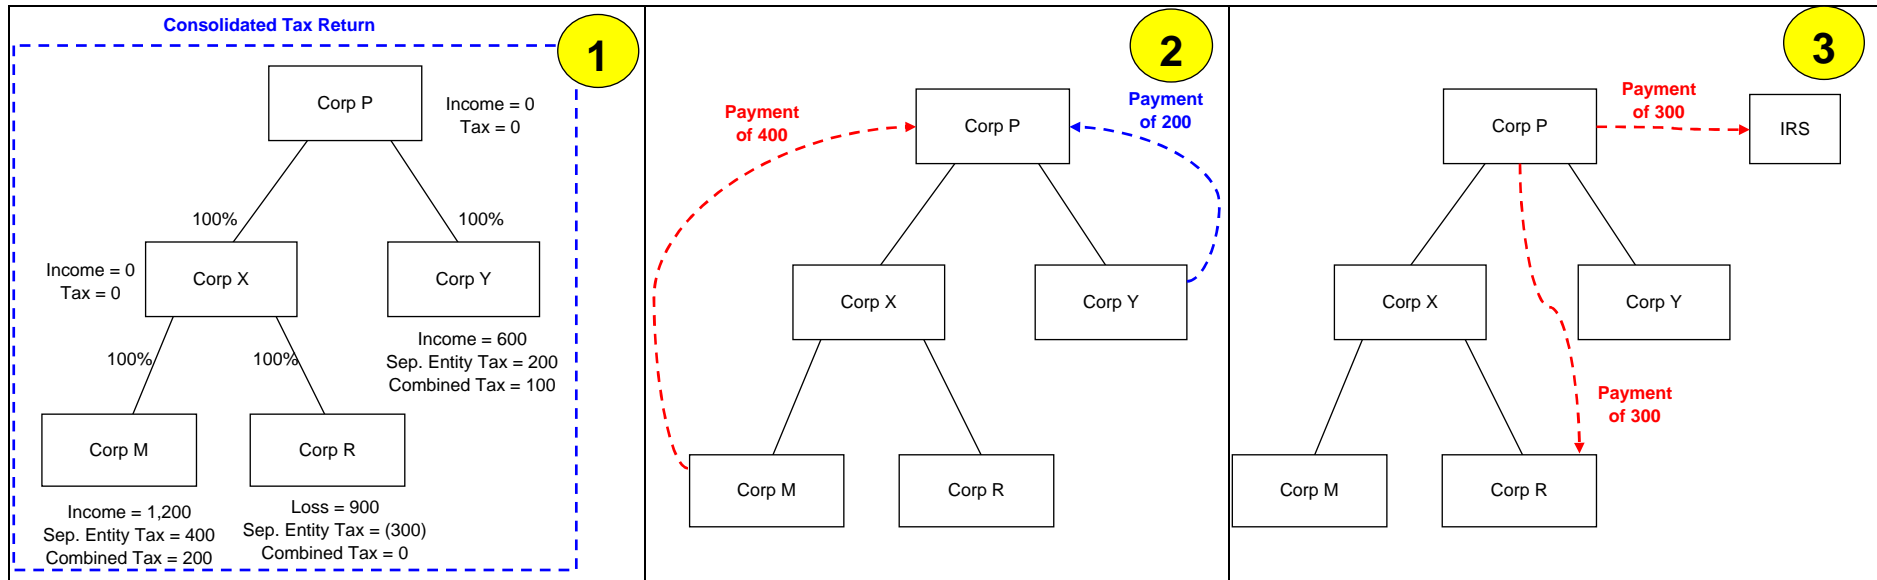 Consolidated Tax Return
1
Corp P
Income = 0
Tax = 0
100%
100%
Income = 0
Tax = 0
Corp X
Corp Y
Income = 600
Sep. Entity Tax = 200
Combined Tax = 100
100%
100%
Corp M
Corp R
Income = 1,200
Sep. Entity Tax = 400
Combined Tax = 200
Loss = 900
Sep. Entity Tax = (300)
Combined Tax = 0
2
Payment
of 400
Corp P
Payment
of 200
Corp X
Corp Y
Corp M
Corp R
3
Corp P
Payment
of 300
IRS
Corp X
Corp Y
Payment
of 300
Corp M
Corp R